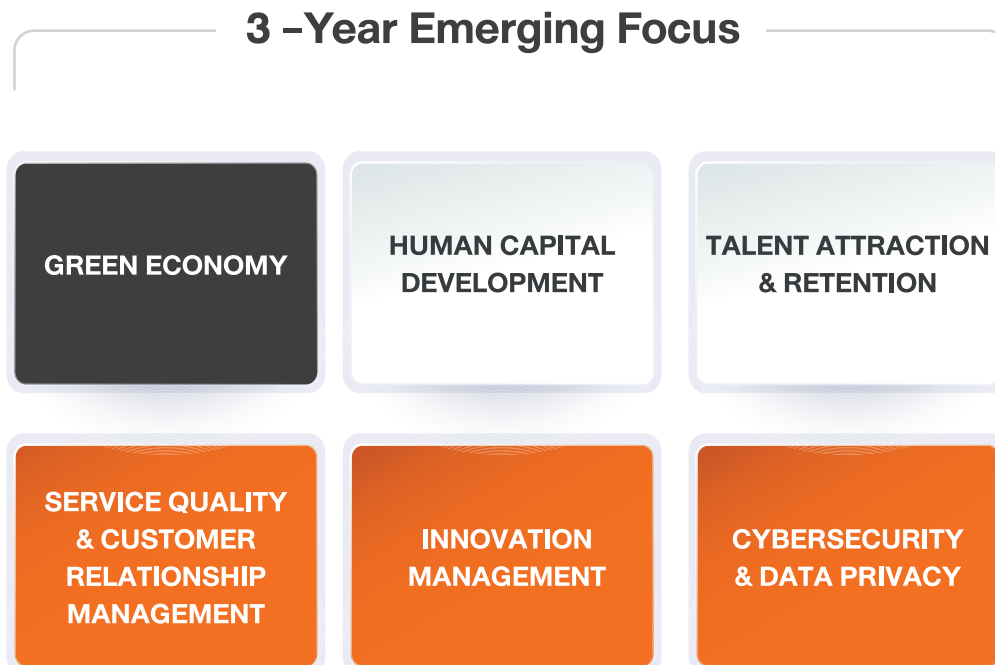 3 –Year Emerging Focus
GREEN ECONOMY
HUMAN CAPITAL
DEVELOPMENT
TALENT ATTRACTION
& RETENTION
SERVICE QUALITY
& CUSTOMER
RELATIONSHIP
MANAGEMENT
INNOVATION
MANAGEMENT
CYBERSECURITY
& DATA PRIVACY